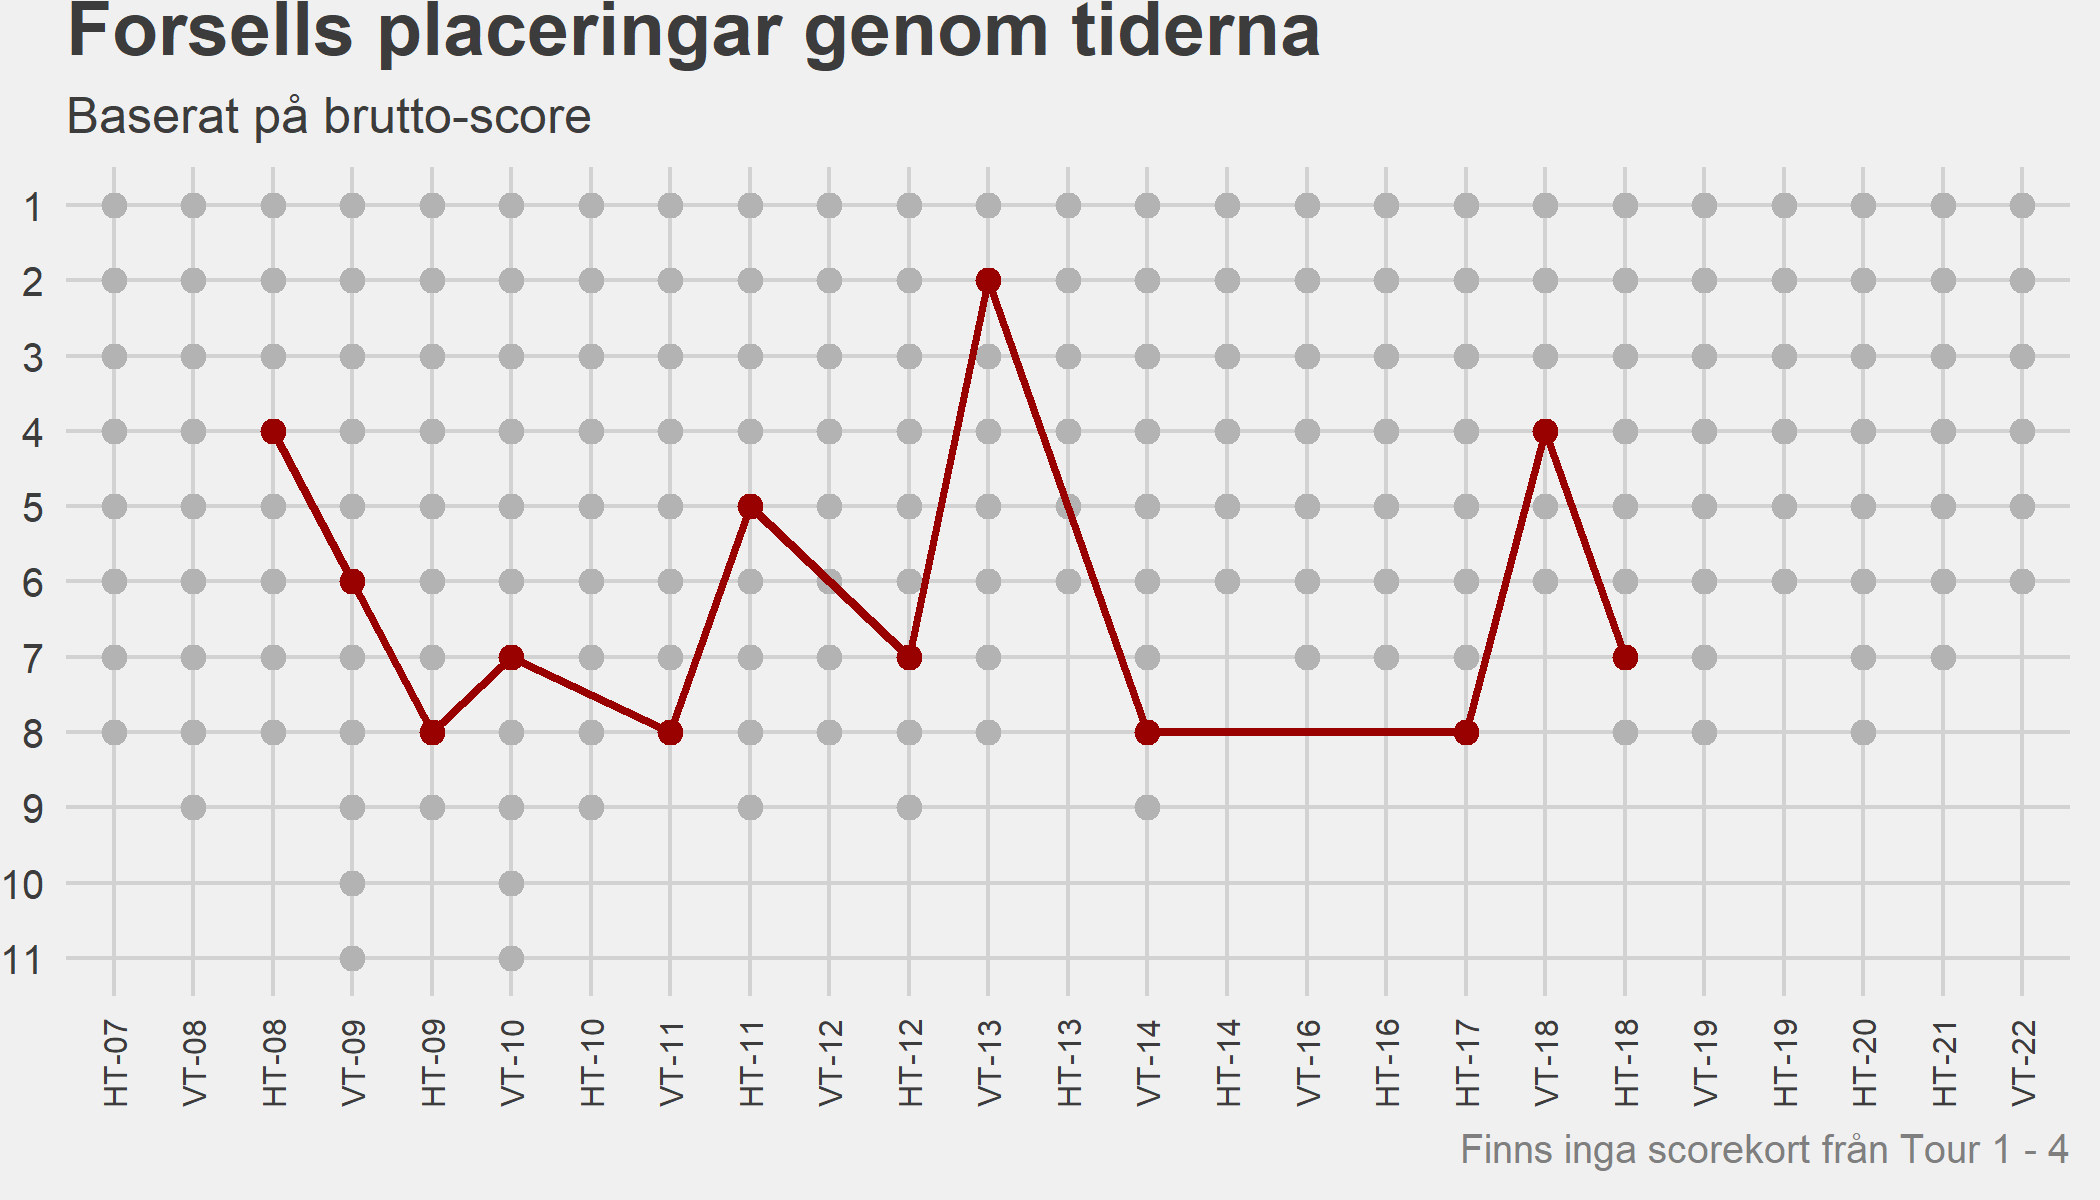 Forsells placeringar genom tiderna
Baserat på brutto-score
1
2
3
4
5
6
7
8
9
10
11
HT-07
VT-08
HT-08
VT-09
HT-09
VT-10
HT-10
VT-11
HT-11
VT-12
HT-12
VT-13
HT-13
VT-14
HT-14
VT-16
HT-16
HT-17
VT-18
HT-18
VT-19
HT-19
HT-20
HT-21
VT-22
Finns inga scorekort från Tour 1 - 4